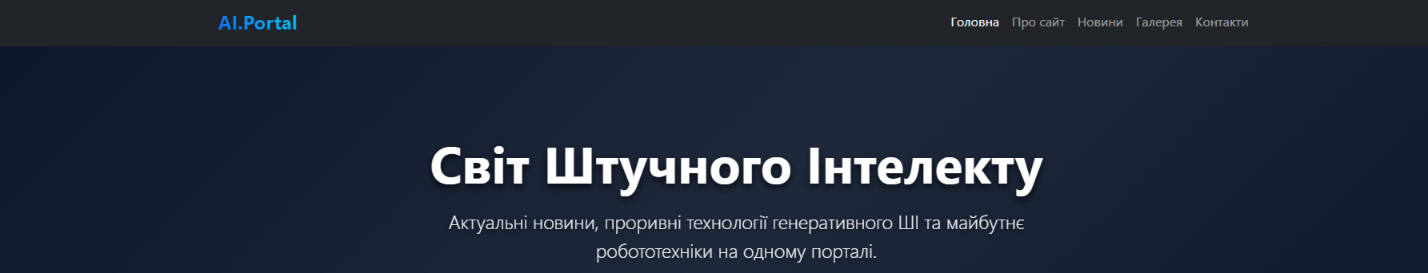 AI.Portal
Головна Про сайт Новини Галерея Контакти
Світ Штучного Інтелекту
Актуальні новини, проривні технології генеративного ШІ та майбутнє
робототехніки на одному порталі.